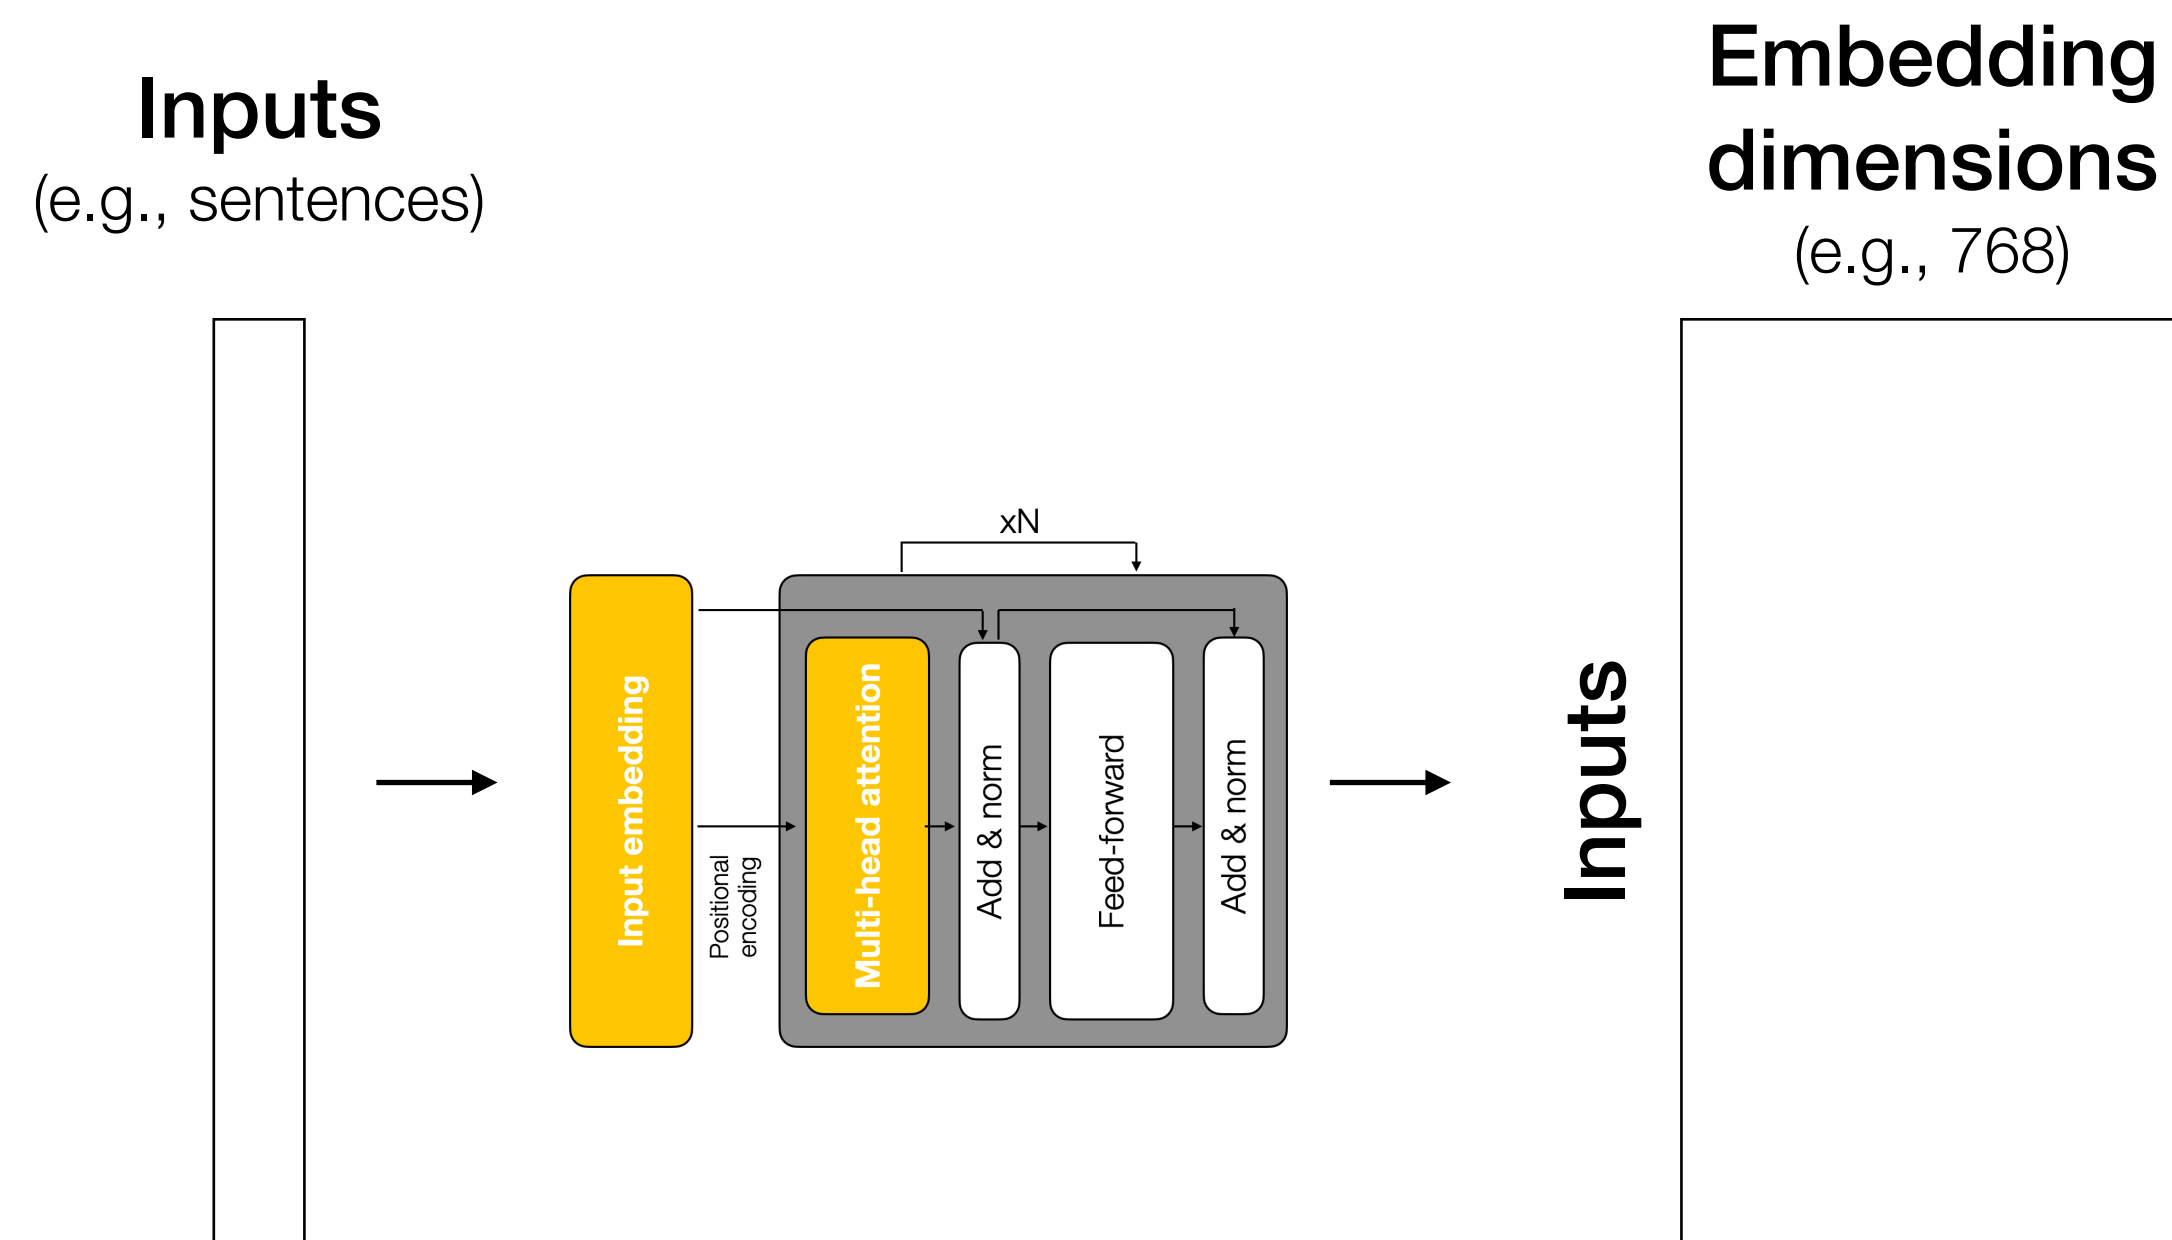 Inputs
(e.g., sentences)
Embedding
dimensions
(e.g., 768)
xN
Input embedding
Positional
encoding
Multi-head attention
Add & norm
Feed-forward
Add & norm
Inputs